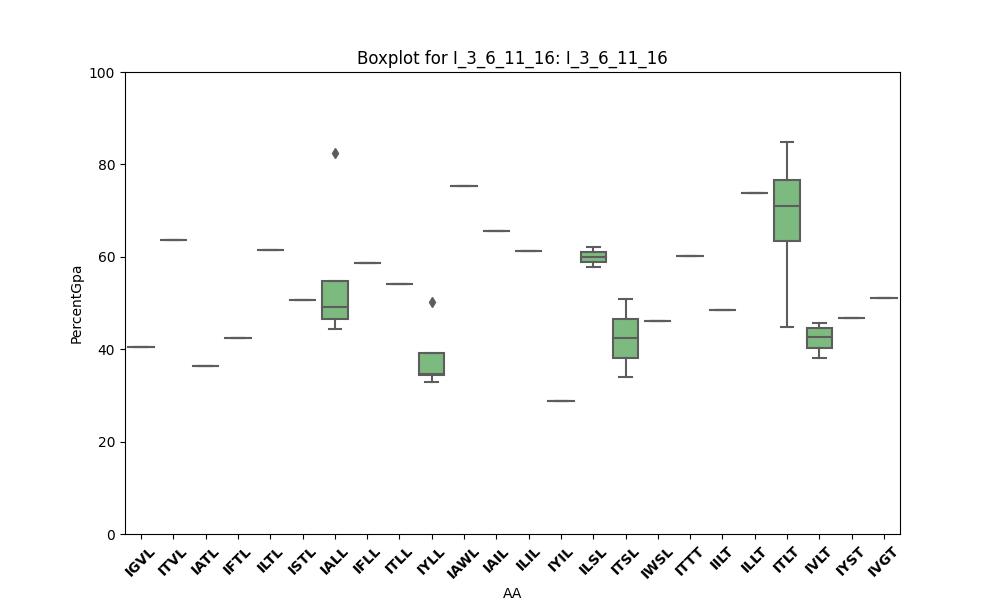 Boxplot for I_3_6_11_16: I_3_6_11_16
PercentGpa
100
80
60
40
20
0
IGVL ITVL IATL IFTL ILTL ISTL IALL IFLL ITLL IYLL IAWL IAIL ILIL IYIL ILSL ITSL IWSL ITTT IILT ILLT ITLT IVLT IYST IVGT
AA